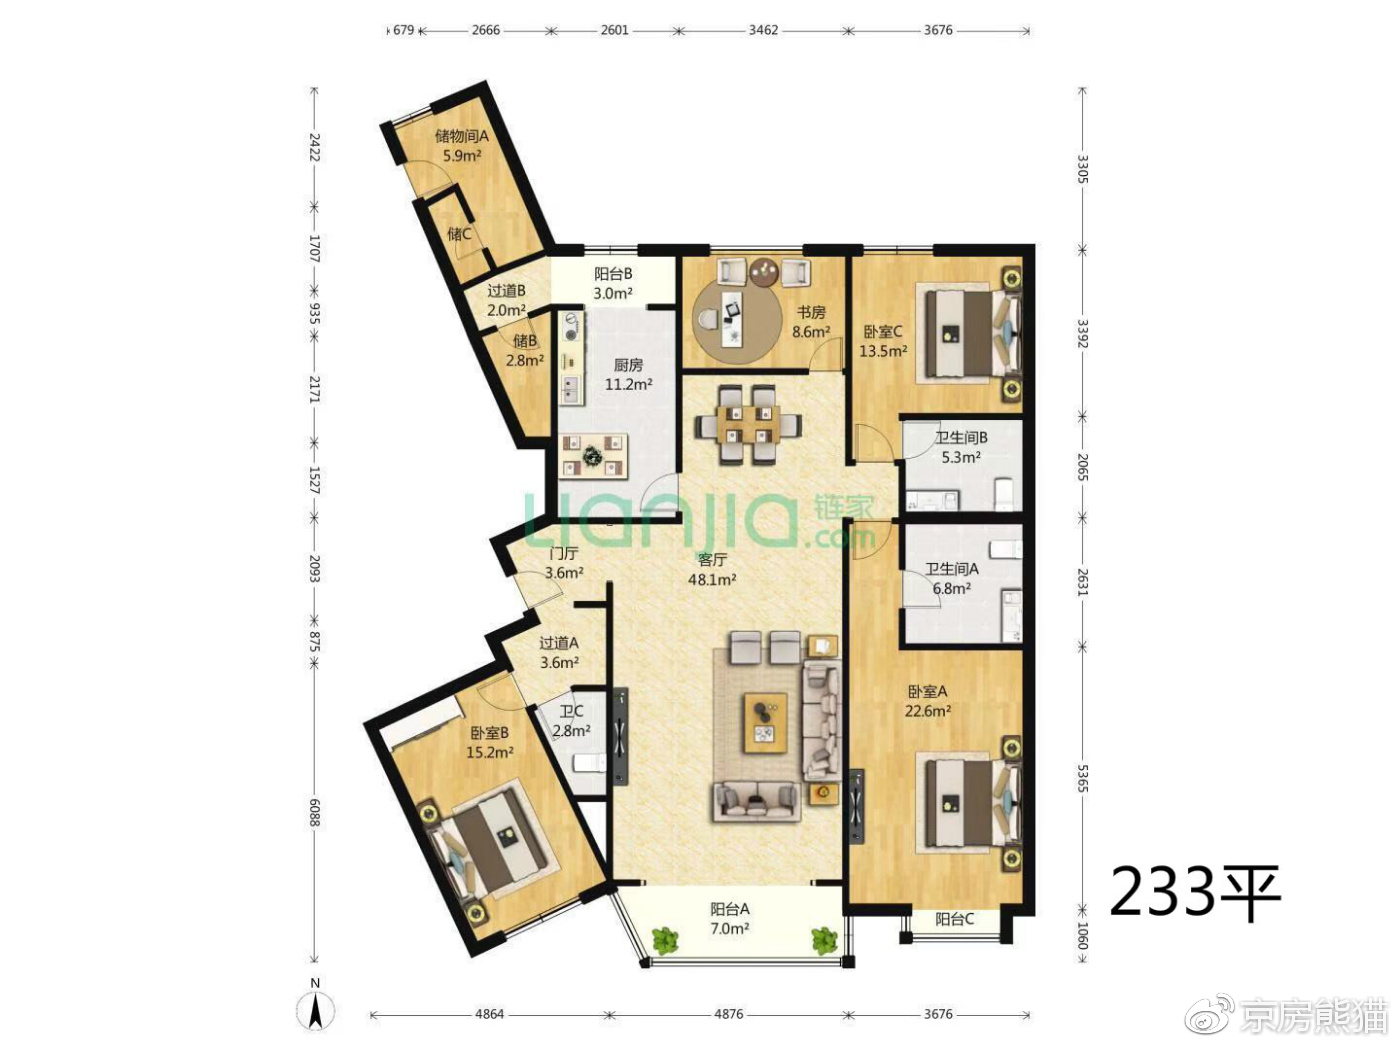 679
2666
2601
3462
3676
2422
1707
935
2171
1527
2093
875
6088
3305
3392
2065
2631
5365
1060
储物间A
5.9m²
储C
过道B
2.0m²
储B
2.8m²
阳台B
3.0m²
厨房
11.2m²
书房
8.6m²
卧室C
13.5m²
卫生间B
5.3m²
Lianjia
链家
.com
门厅
3.6m²
客厅
48.1m²
卫生间A
6.8m²
过道A
3.6m²
卫C
2.8m²
卧室B
15.2m²
卧室A
22.6m²
阳台A
7.0m²
阳台C
233平
N
4864
4876
3676
京房熊猫